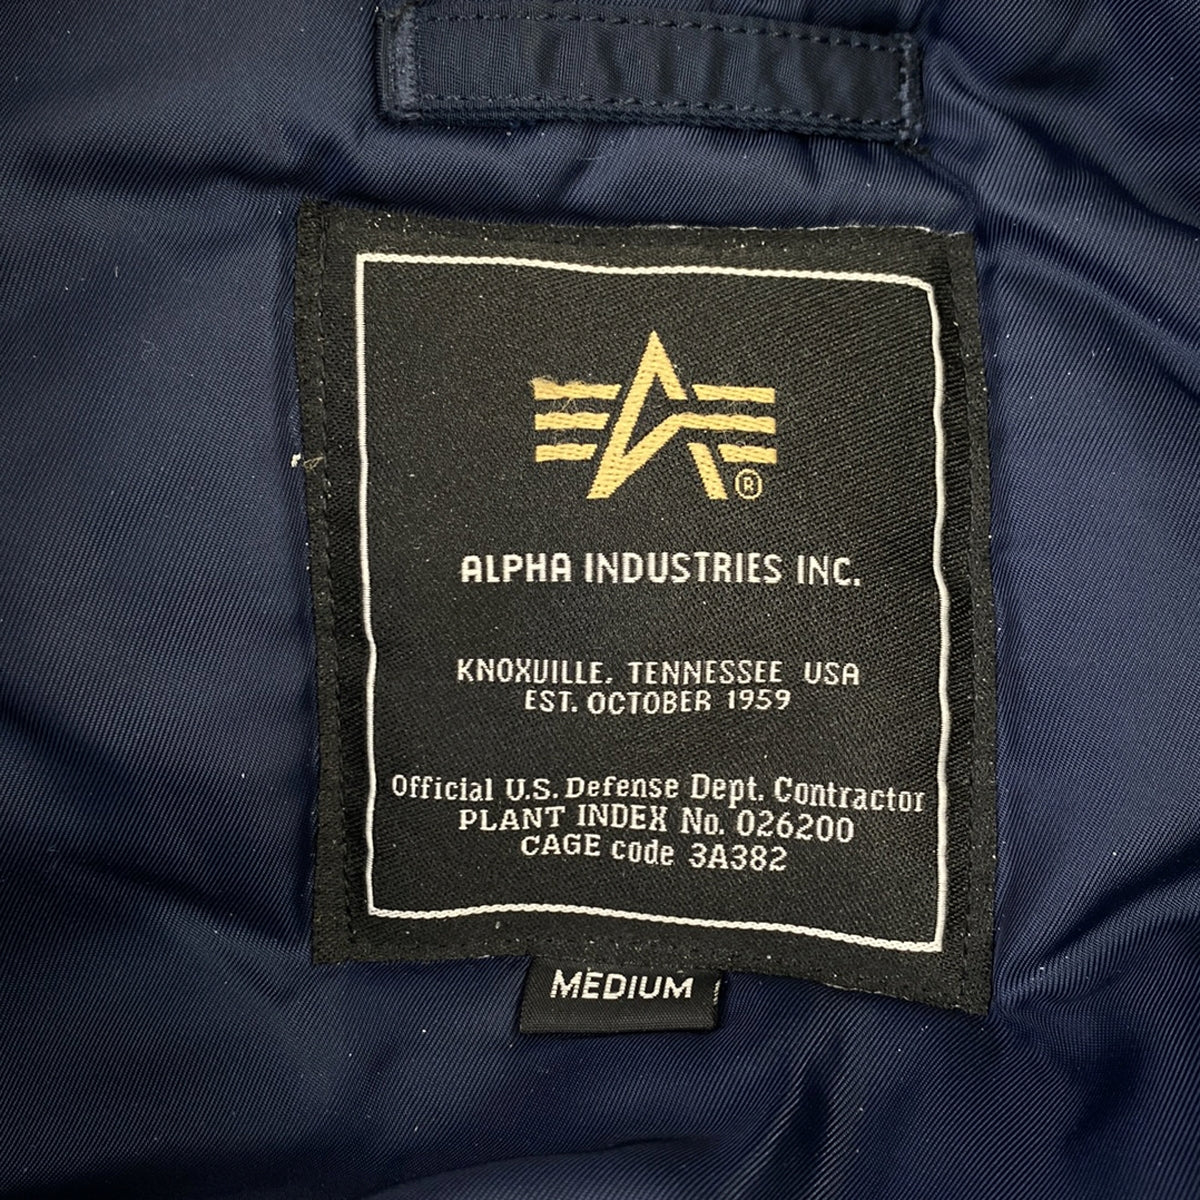 ®
ALPHA INDUSTRIES INC.
KNOXVILLE, TENNESSEE USA
EST. OCTOBER 1959
Official U.S. Defense Dept. Contractor
PLANT INDEX No. 026200
CAGE code 3A382
MEDIUM